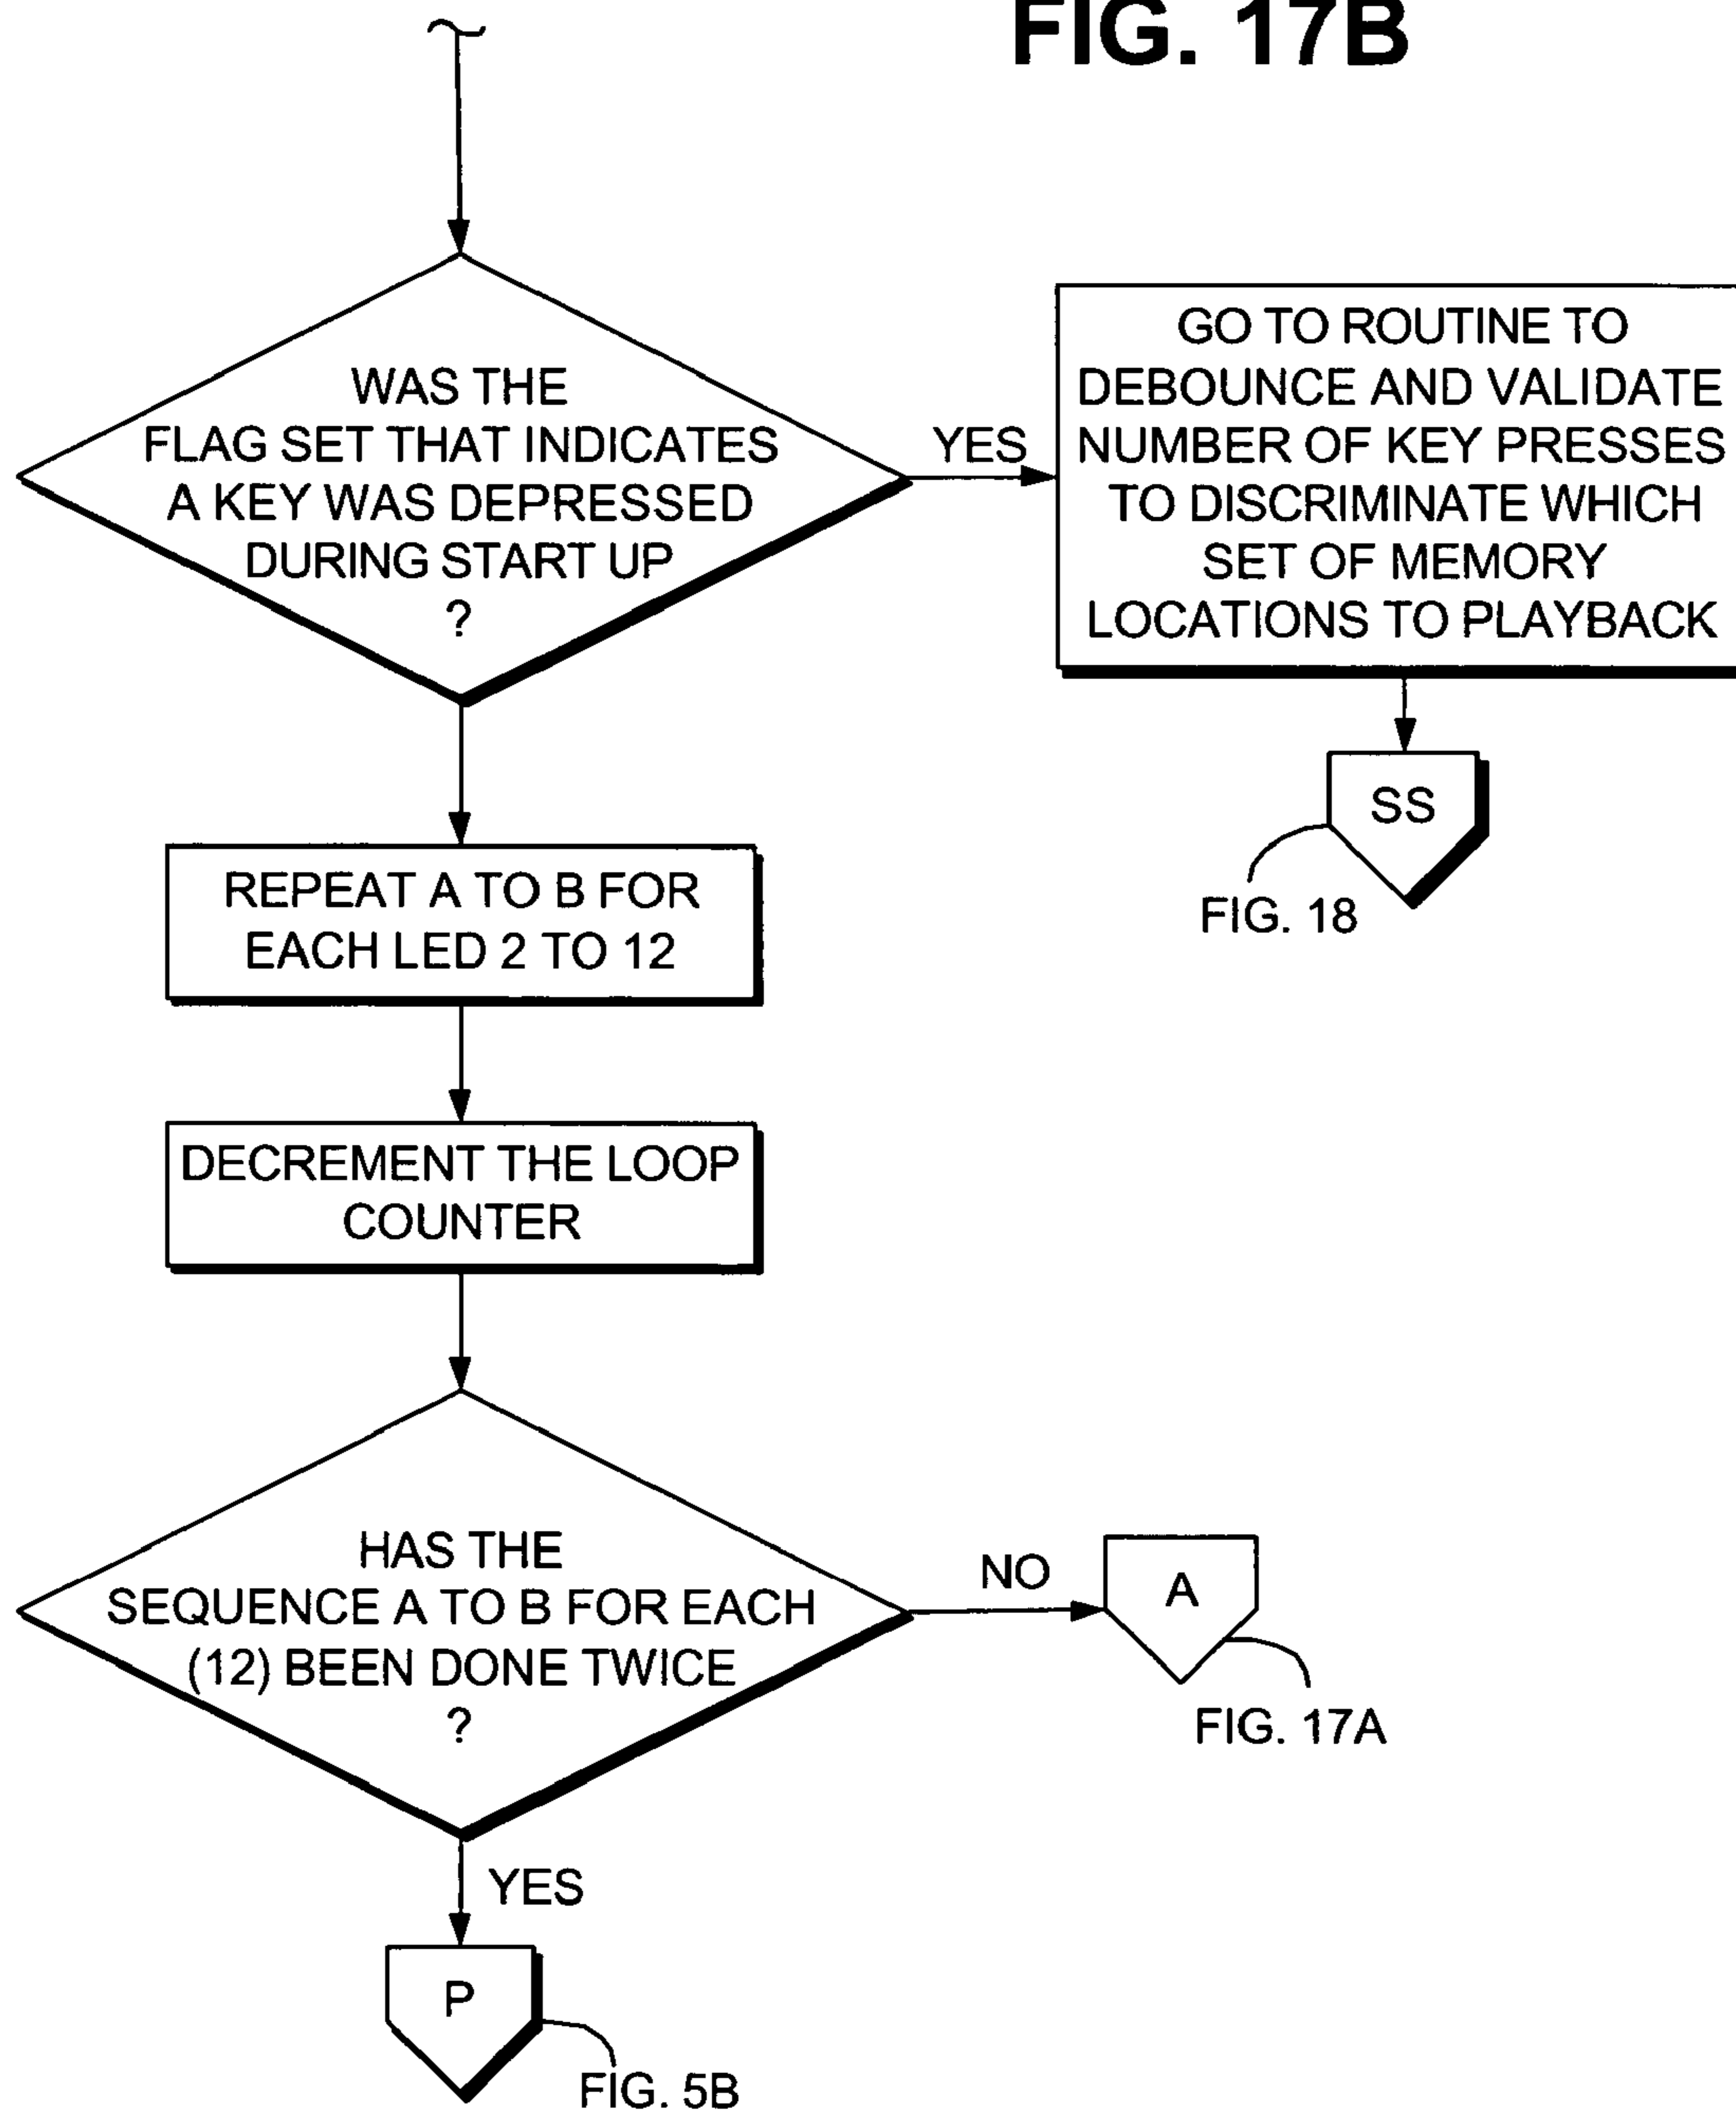 FIG. 17B
WAS THE
FLAG SET THAT INDICATES
A KEY WAS DEPRESSED
DURING START UP
?
YES
GO TO ROUTINE TO
DEBOUNCE AND VALIDATE
NUMBER OF KEY PRESSES
TO DISCRIMINATE WHICH
SET OF MEMORY
LOCATIONS TO PLAYBACK
SS
FIG. 18
REPEAT A TO B FOR
EACH LED 2 TO 12
DECREMENT THE LOOP
COUNTER
HAS THE
SEQUENCE A TO B FOR EACH
(12) BEEN DONE TWICE
?
NO
A
FIG. 17A
YES
P
FIG. 5B